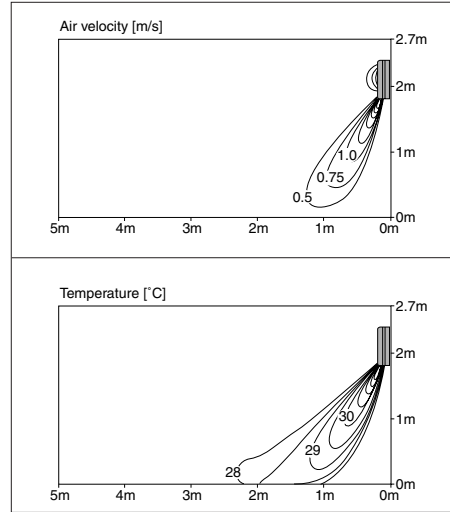 Air velocity [m/s]
2.7m
2m
1.0
1m
0.75
0.5
0m
5m 4m 3m 2m 1m 0m
Temperature [˚C]
2.7m
2m
30
1m
29
28
0m
5m 4m 3m 2m 1m 0m